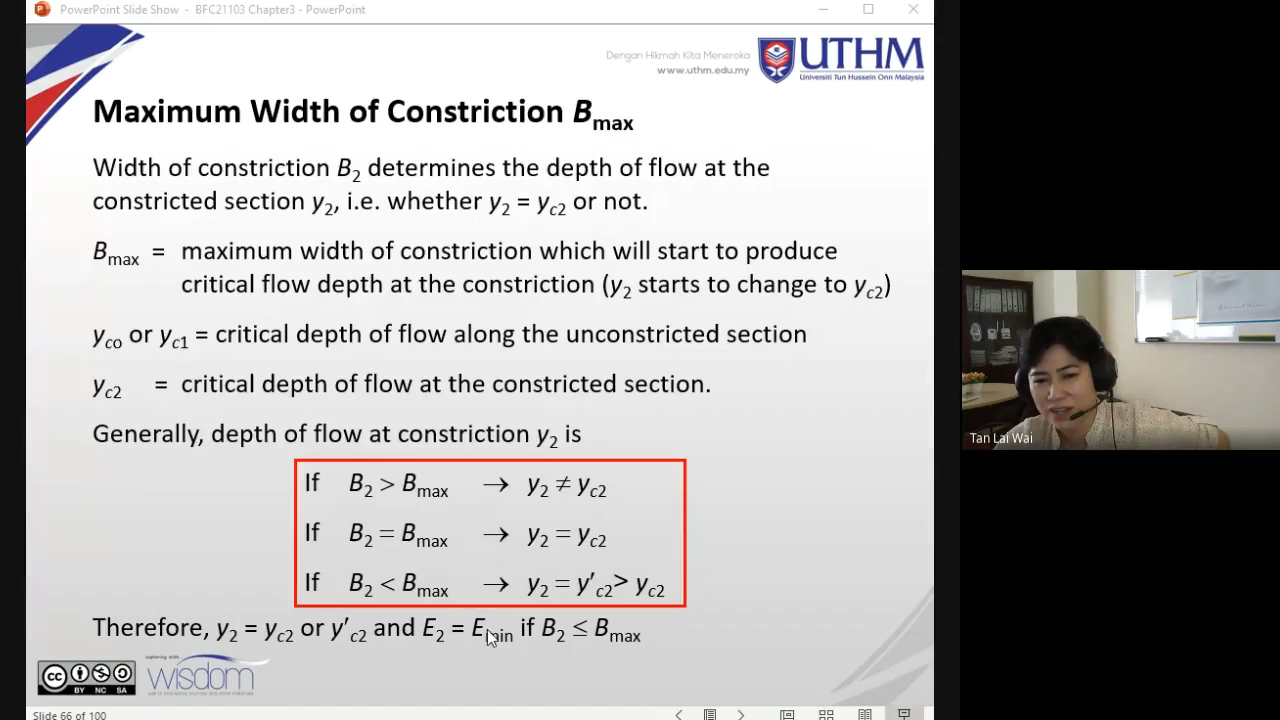 PowerPoint Slide Show - BFC21103 Chapter3 - PowerPoint
Dengan Hikmah Kita Meneroka
www.uthm.edu.my
UTHM
Universiti Tun Hussein Onn Malaysia
Maximum Width of Constriction Bmax
Width of constriction B2 determines the depth of flow at the
constricted section y2, i.e. whether y2 = yc2 or not.
Bmax = maximum width of constriction which will start to produce
critical flow depth at the constriction (y2 starts to change to yc2)
yco or yc1 = critical depth of flow along the unconstricted section
yc2 = critical depth of flow at the constricted section.
Generally, depth of flow at constriction y2 is
If B2 > Bmax → y2 ≠ yc2
If B2 = Bmax → y2 = yc2
If B2 < Bmax → y2 = y′c2> yc2
Therefore, y2 = yc2 or y′c2 and E2 = Emin if B2 ≤ Bmax
cc BY NC SA
exploring with
wisdom
Slide 66 of 100
Tan Lai Wai